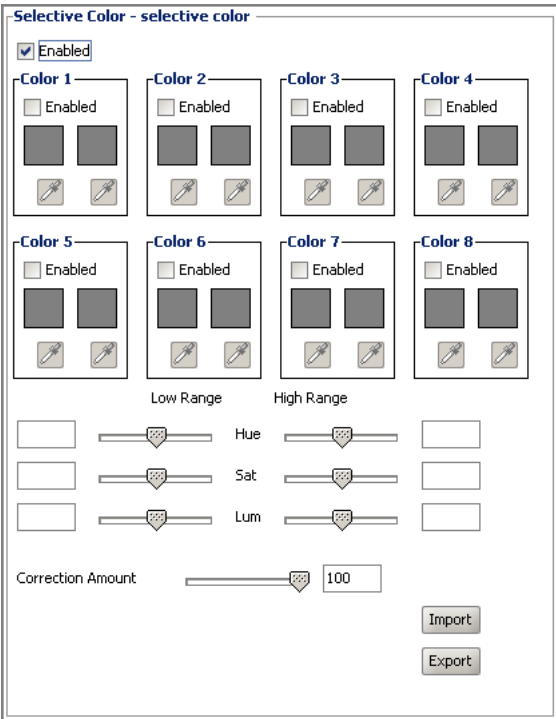 Selective Color - selective color
Enabled
Color 1 Color 2 Color 3 Color 4
Enabled Enabled Enabled Enabled
Color 5 Color 6 Color 7 Color 8
Enabled Enabled Enabled Enabled
Low Range High Range
Hue
Sat
Lum
Correction Amount 100
Import
Export